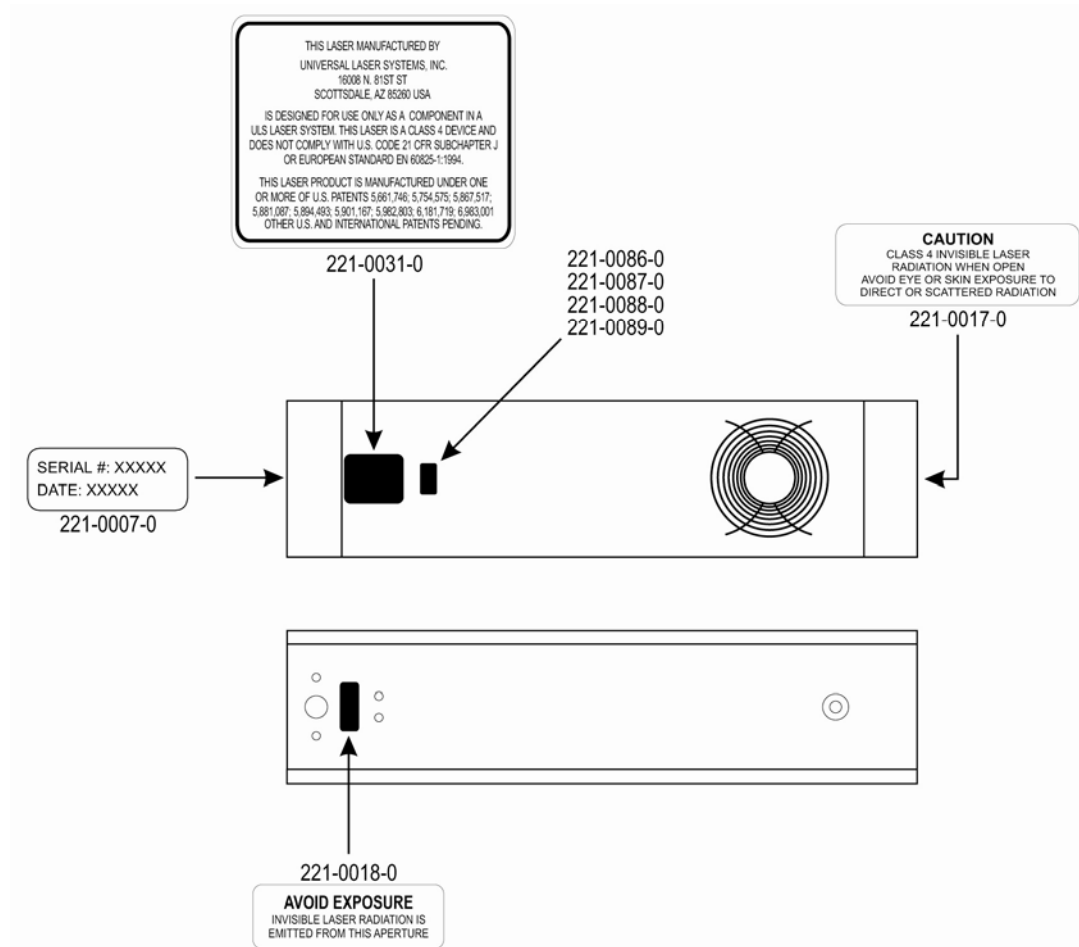 THIS LASER MANUFACTURED BY
UNIVERSAL LASER SYSTEMS, INC.
16008 N. 81ST ST
SCOTTSDALE, AZ 85260 USA
IS DESIGNED FOR USE ONLY AS A COMPONENT IN A
ULS LASER SYSTEM. THIS LASER IS A CLASS 4 DEVICE AND
DOES NOT COMPLY WITH U.S. CODE 21 CFR SUBCHAPTER J
OR EUROPEAN STANDARD EN 60825-1:1994.
THIS LASER PRODUCT IS MANUFACTURED UNDER ONE
OR MORE OF U.S. PATENTS 5,661,746; 5,754,575; 5,867,517;
5,881,087; 5,894,493; 5,901,167; 5,982,803; 6,181,719; 6,983,001
OTHER U.S. AND INTERNATIONAL PATENTS PENDING.
221-0031-0
221-0086-0
221-0087-0
221-0088-0
221-0089-0
CAUTION
CLASS 4 INVISIBLE LASER
RADIATION WHEN OPEN
AVOID EYE OR SKIN EXPOSURE TO
DIRECT OR SCATTERED RADIATION
221-0017-0
SERIAL #: XXXXX
DATE: XXXXX
221-0007-0
221-0018-0
AVOID EXPOSURE
INVISIBLE LASER RADIATION IS
EMITTED FROM THIS APERTURE